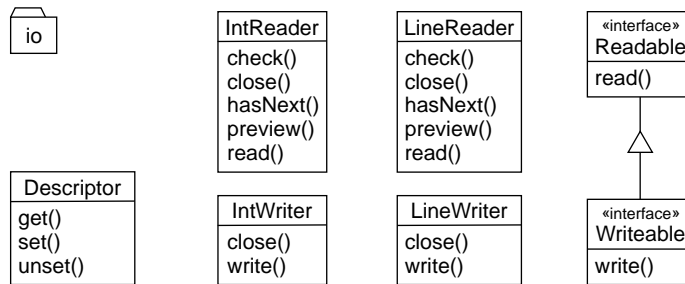 io
IntReader
check()
close()
hasNext()
preview()
read()
LineReader
check()
close()
hasNext()
preview()
read()
«interface»
Readable
read()
Descriptor
get()
set()
unset()
IntWriter
close()
write()
LineWriter
close()
write()
«interface»
Writeable
write()